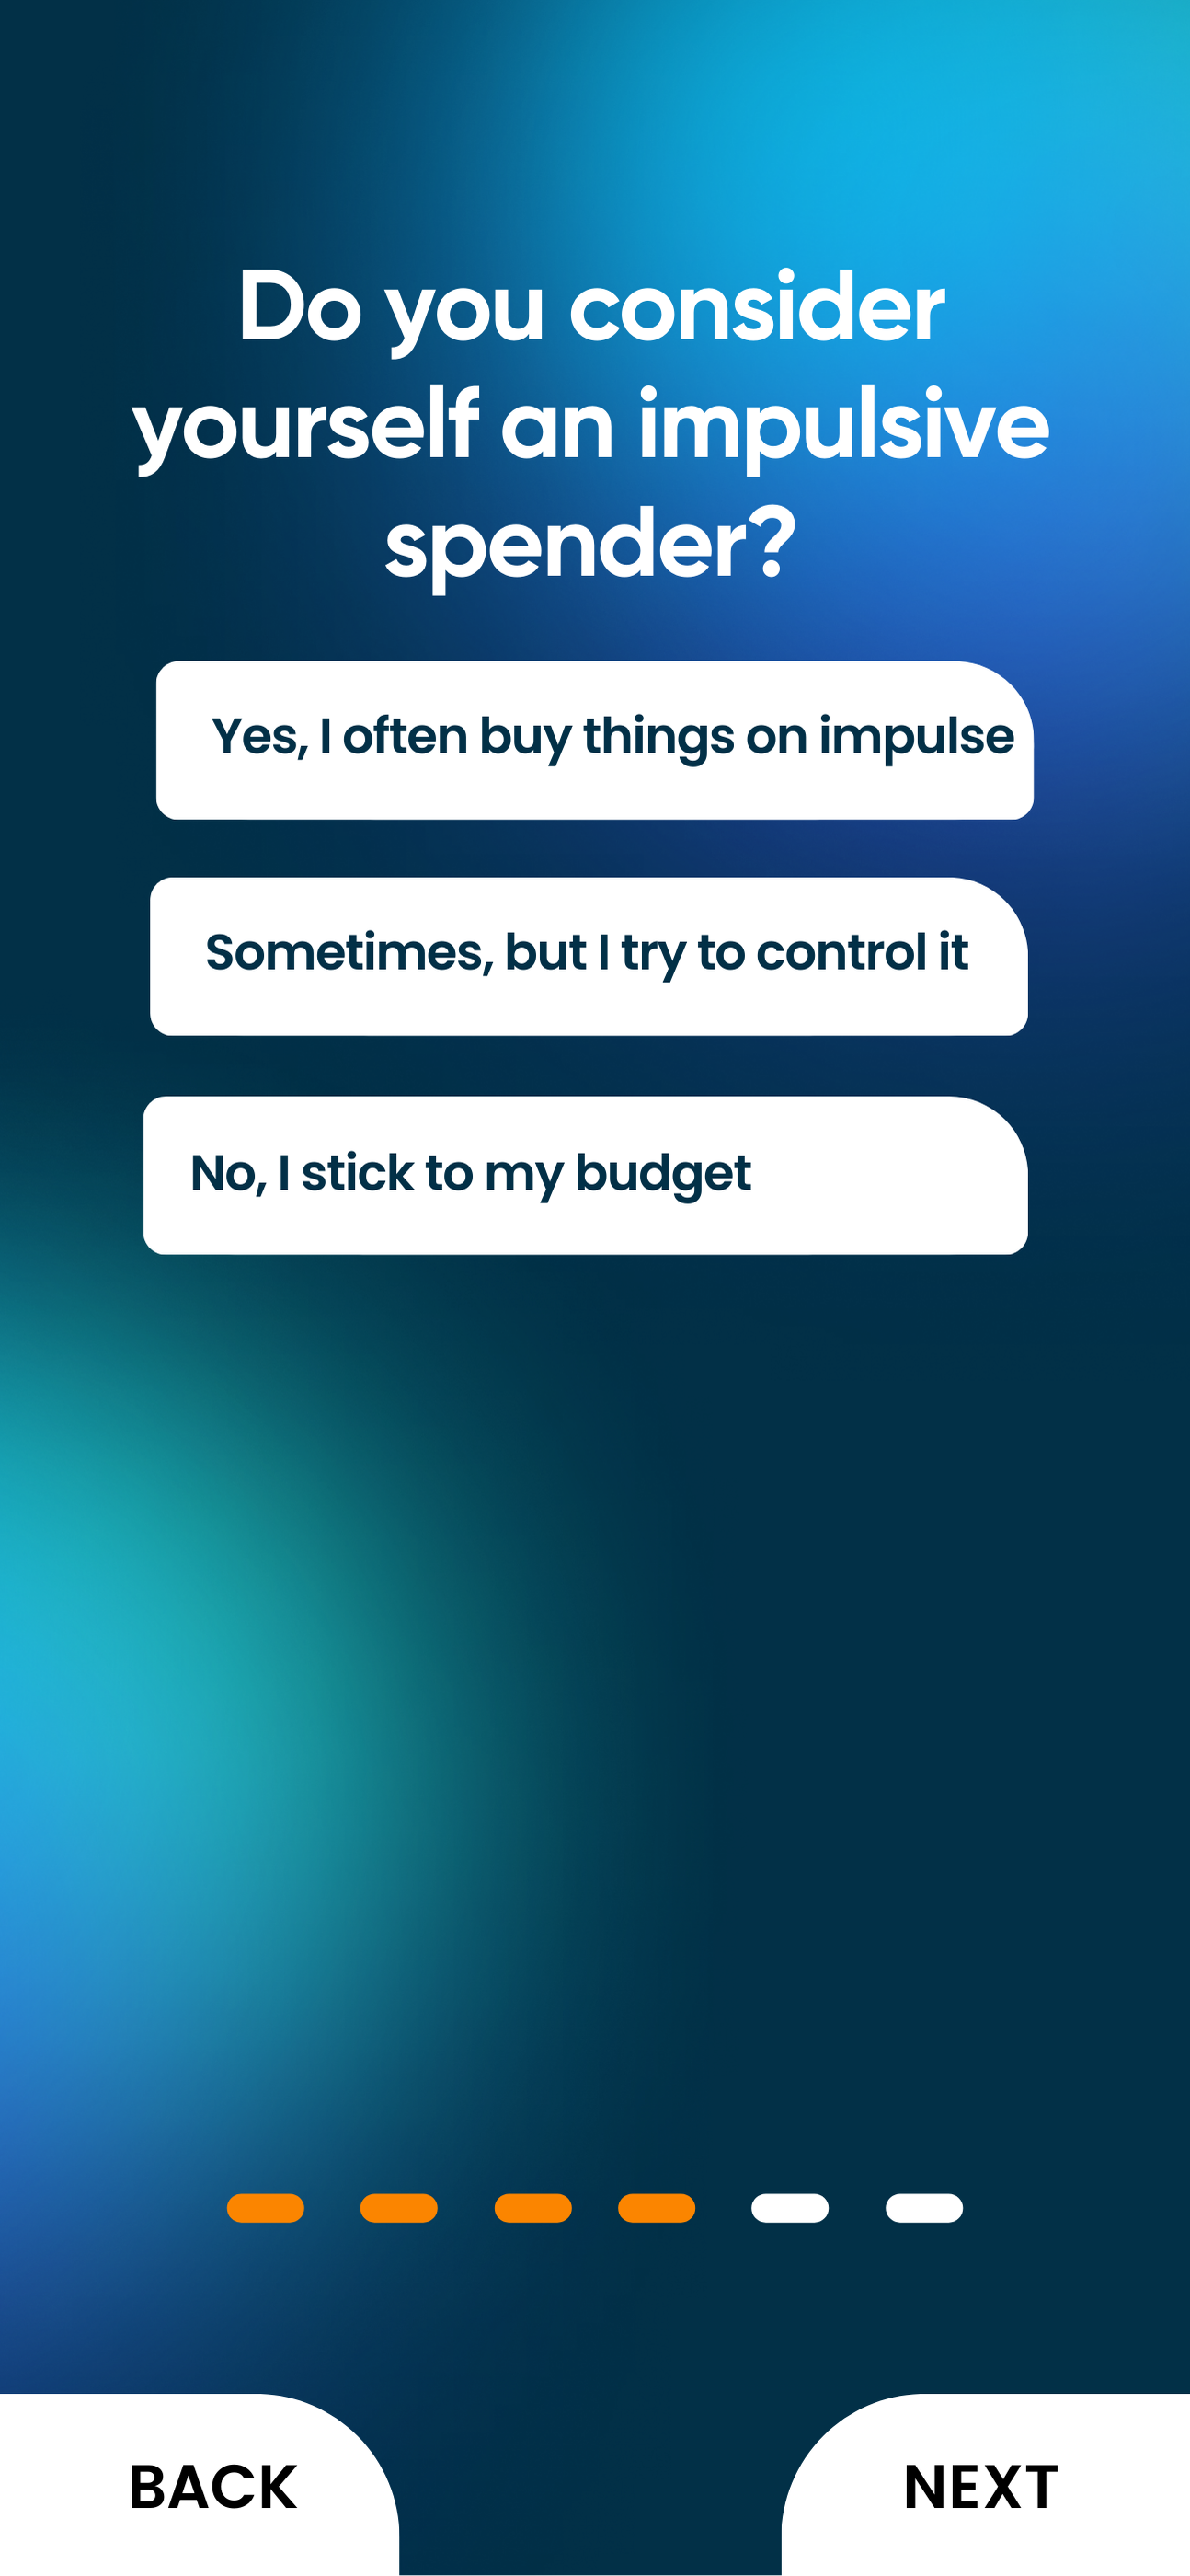 Do you consider
yourself an impulsive
spender?
Yes, I often buy things on impulse
Sometimes, but I try to control it
No, I stick to my budget
BACK
NEXT